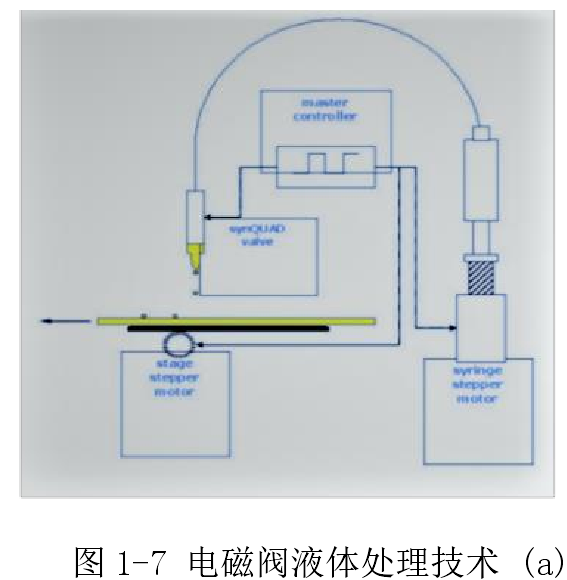 master
controller
synQUAD
valve
stage
stepper
motor
syringe
stepper
motor
图 1-7 电磁阀液体处理技术 (a)